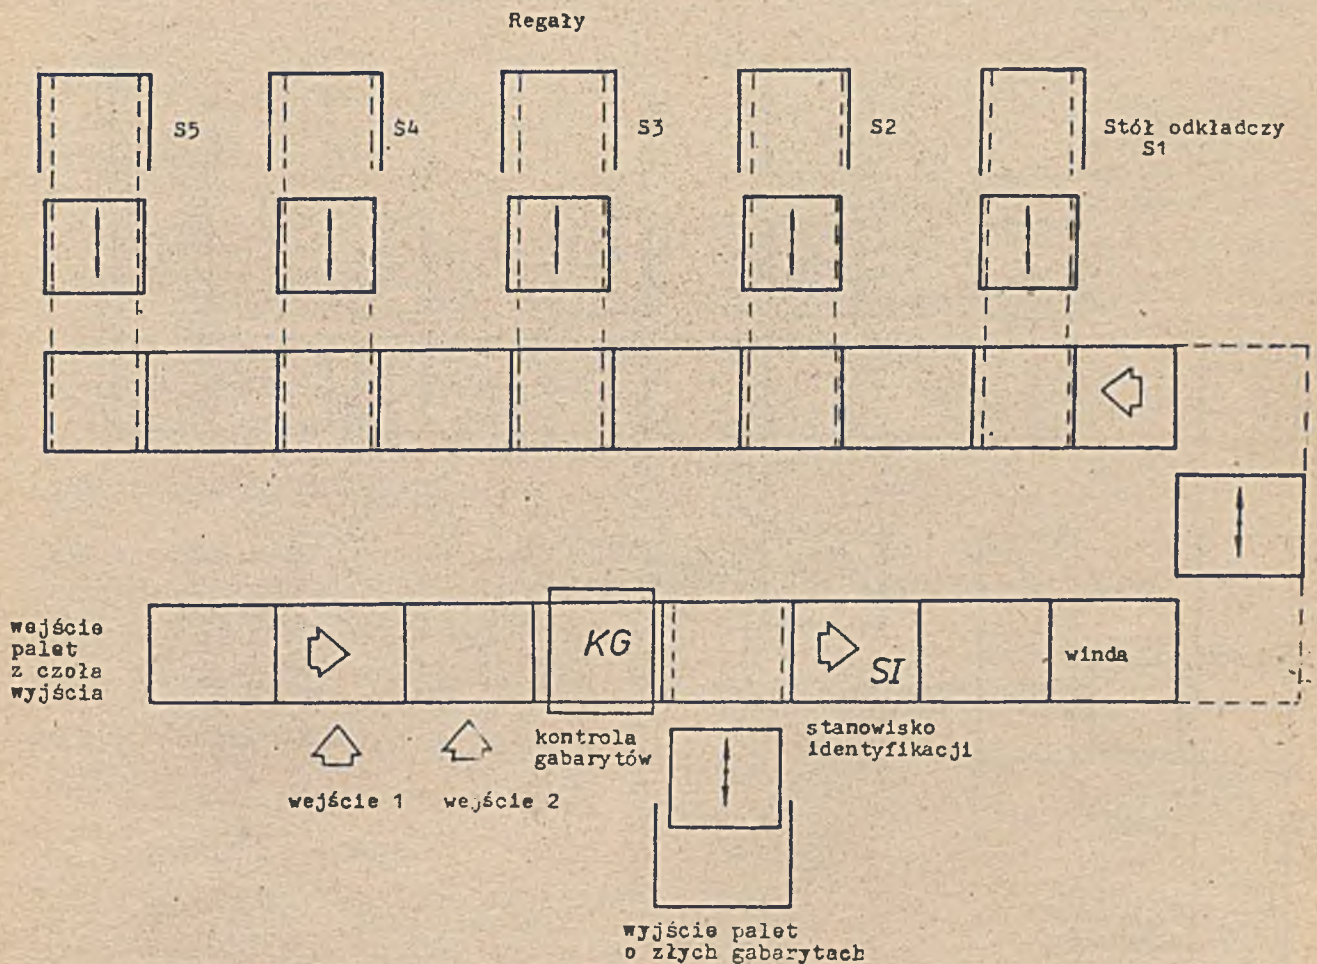 Regały
S5
S4
S3
S2
Stół odkładczy
S1
wejście
palet
z czoła
wyjścia
KG
SI
winda
kontrola
gabarytów
stanowisko
identyfikacji
wejście 1
wejście 2
wyjście palet
o złych gabarytach